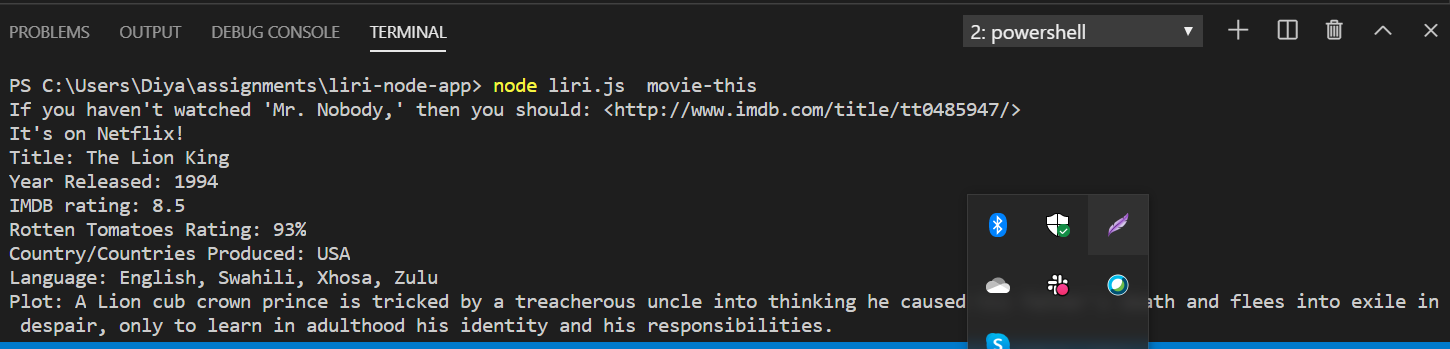 PROBLEMS OUTPUT DEBUG CONSOLE TERMINAL 2: powershell
PS C:\Users\Diya\assignments\liri-node-app> node liri.js  movie-this
If you haven't watched 'Mr. Nobody,' then you should: <http://www.imdb.com/title/tt0485947/>
It's on Netflix!
Title: The Lion King
Year Released: 1994
IMDB rating: 8.5
Rotten Tomatoes Rating: 93%
Country/Countries Produced: USA
Language: English, Swahili, Xhosa, Zulu
Plot: A Lion cub crown prince is tricked by a treacherous uncle into thinking he caused and flees into exile in
despair, only to learn in adulthood his identity and his responsibilities.